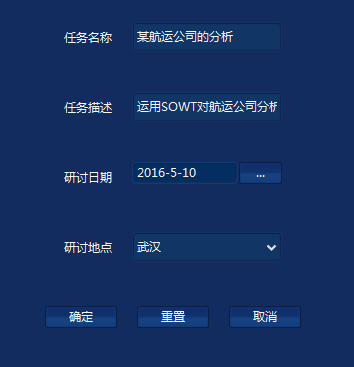 任务名称 某航运公司的分析
任务描述 运用SOWT对航运公司分析
研讨日期 2016-5-10 ...
研讨地点 武汉
确定 重置 取消